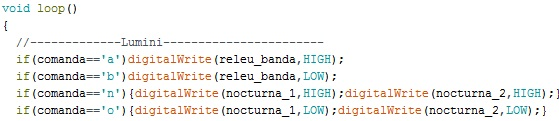 void loop()
{
//-------------Lumini-----------------------
if(comanda=='a')digitalWrite(releu_banda,HIGH);
if(comanda=='b')digitalWrite(releu_banda,LOW);
if(comanda=='n'){digitalWrite(nocturna_1,HIGH);digitalWrite(nocturna_2,HIGH);}
if(comanda=='o'){digitalWrite(nocturna_1,LOW);digitalWrite(nocturna_2,LOW);}